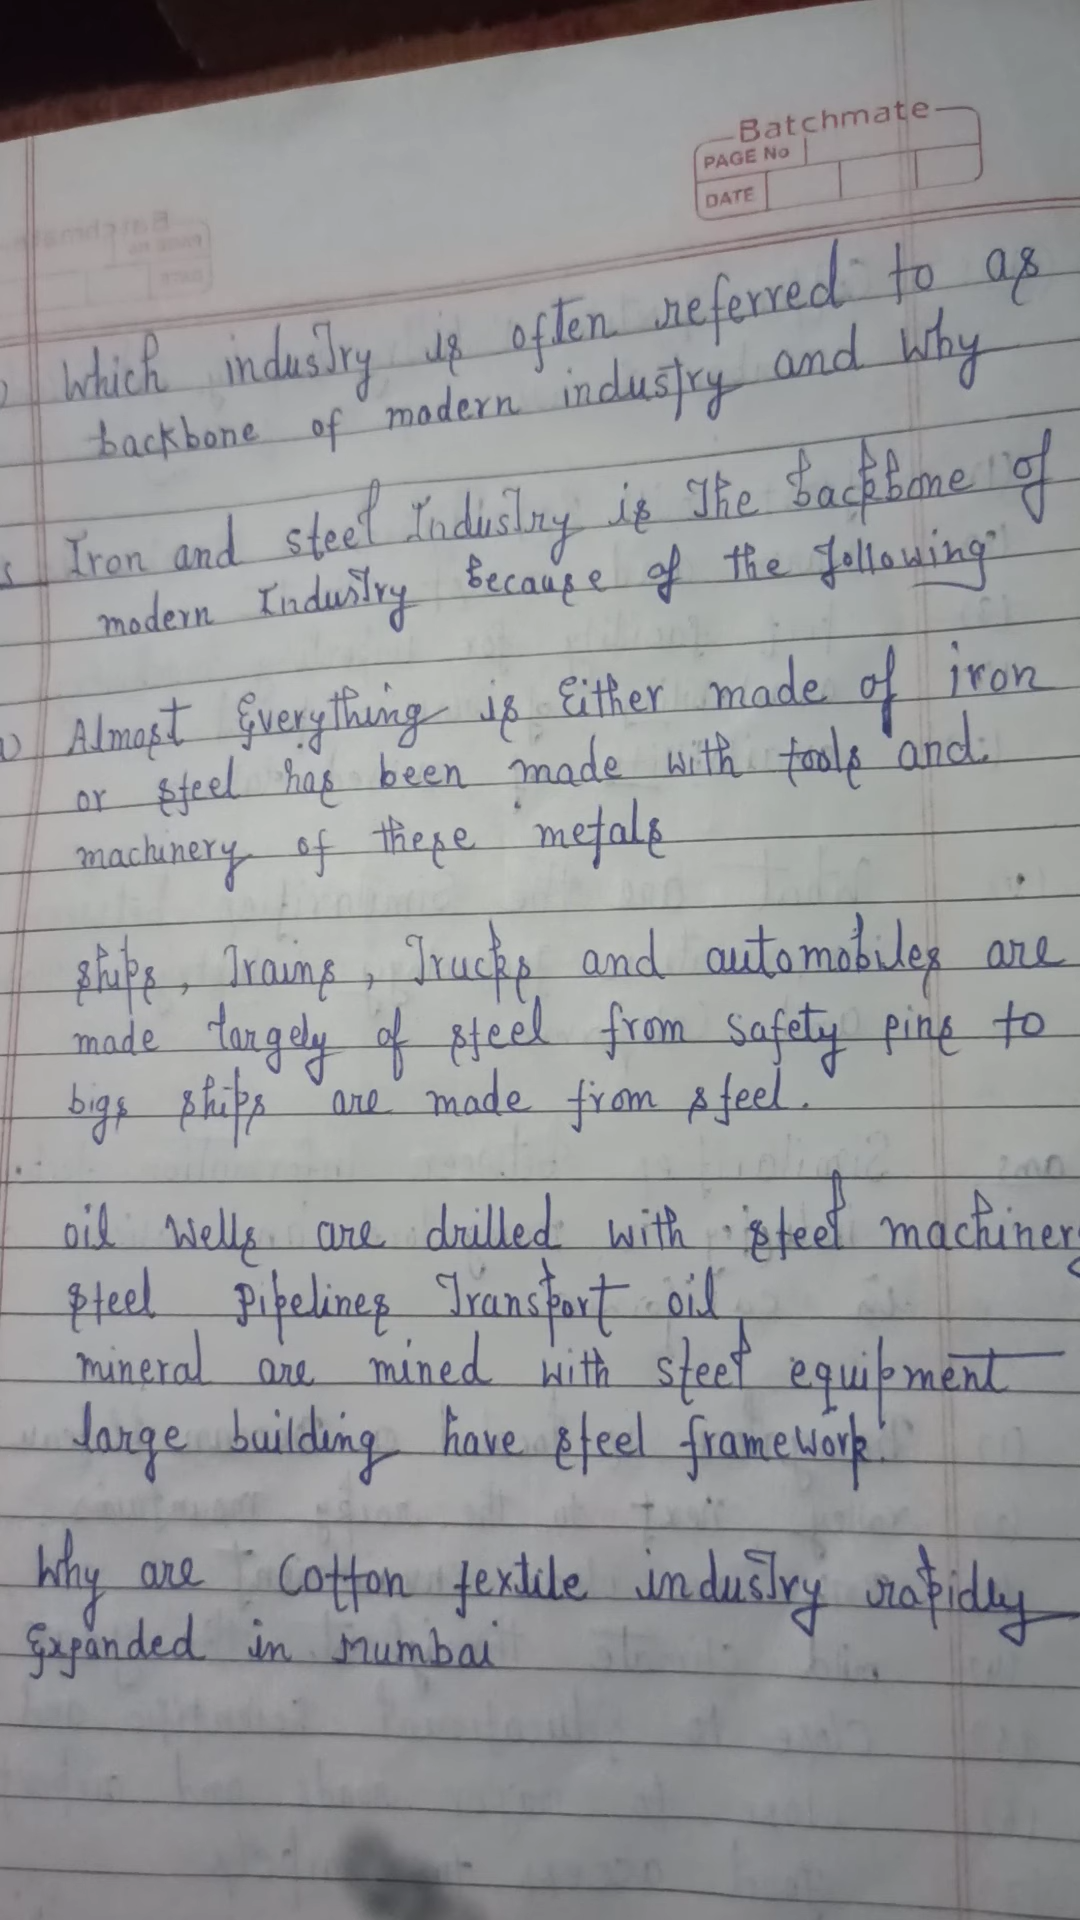 Batchmate
PAGE No
DATE
Which industry is often referred to as
backbone of modern industry and Why
Iron and steel Industry is The backbone of
modern Industry Because of the following
Almost Everything is Either made of iron
or steel has been made with tools and
machinery of these metals
ships, Trains, Trucks and automobiles are
made largely of steel from safety pins to
bigs ships are made from steel.
oil Wells are drilled with steel machinery
steel pipelines Transport oil
mineral are mined with steel equipment
large building have steel framework
Why are Cotton textile industry rapidly
Expanded in Mumbai